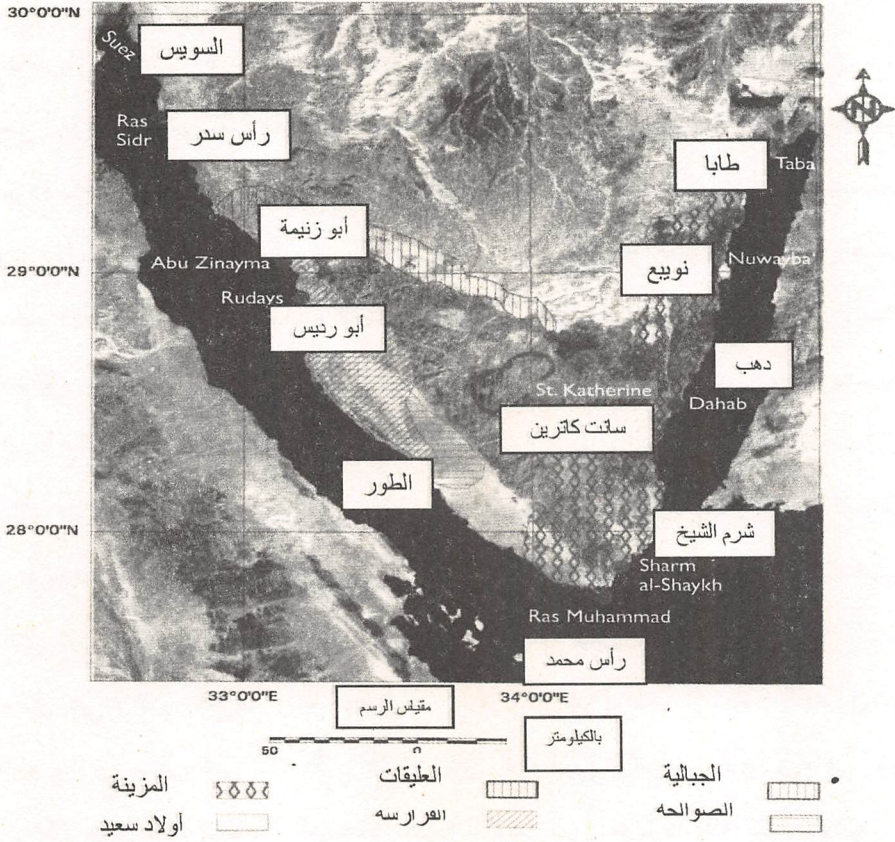 30°0'0"N
Suez
السويس
Ras
Sidr
رأس سدر
طابا
Taba
أبو زنيمة
29°0'0"N
Abu Zinayma
نويبع
Nuwayba
Rudays
أبو رديس
دهب
St. Katherine
Dahab
سانت كاترين
الطور
28°0'0"N
شرم الشيخ
Sharm
al-Shaykh
Ras Muhammad
رأس محمد
33°0'0"E
34°0'0"E
مقياس الرسم
بالكيلومتر
50
0
الجبالية
العليقات
المزينة
الصوالحه
القرارسه
أولاد سعيد
N